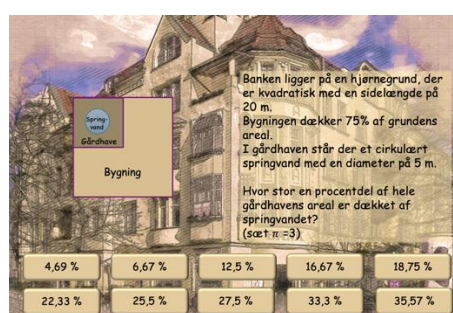 Banken ligger på en hjørnegrund, der
er kvadratisk med en sidelængde på
20 m.
Bygningen dækker 75% af grundens
areal.
I gårdhaven står der et cirkulært
springvand med en diameter på 5 m.
Hvor stor en procentdel af hele
gårdhavens areal er dækket af
springvandet?
(sæt π =3)
Spring-
vand
Gårdhave
Bygning
4,69 % 6,67 % 12,5 % 16,67 % 18,75 %
22,33 % 25,5 % 27,5 % 33,3 % 35,57 %